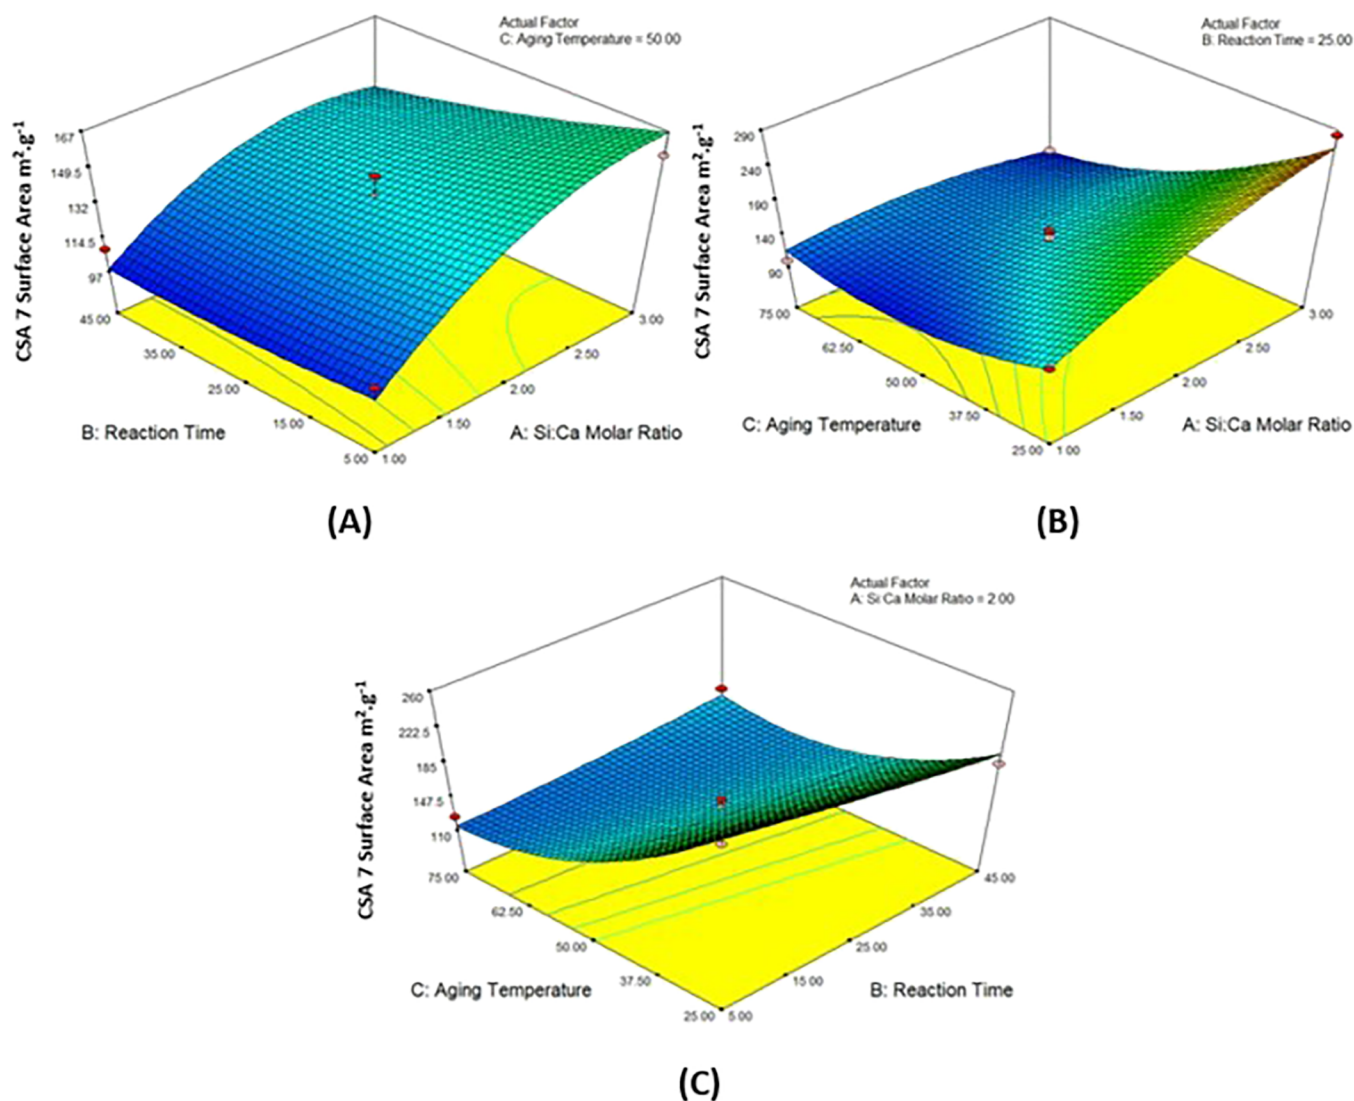 Actual Factor
C: Aging Temperature = 50.00
CSA 7 Surface Area m².g⁻¹
167
149.5
132
114.5
97
45.00
35.00
25.00
15.00
5.00
1.00
1.50
2.00
2.50
3.00
B: Reaction Time
A: Si:Ca Molar Ratio
(A)
Actual Factor
B: Reaction Time = 25.00
CSA 7 Surface Area m².g⁻¹
290
240
190
140
90
75.00
62.50
50.00
37.50
25.00
1.00
1.50
2.00
2.50
3.00
C: Aging Temperature
A: Si:Ca Molar Ratio
(B)
Actual Factor
A: Si:Ca Molar Ratio = 2.00
CSA 7 Surface Area m².g⁻¹
260
222.5
185
147.5
110
75.00
62.50
50.00
37.50
25.00
5.00
15.00
25.00
35.00
45.00
C: Aging Temperature
B: Reaction Time
(C)